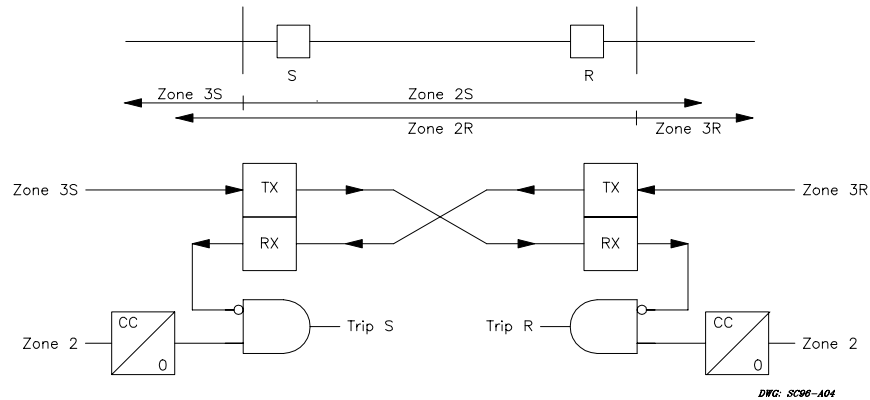 S
R
Zone 3S
Zone 2S
Zone 2R
Zone 3R
Zone 3S
TX
TX
Zone 3R
RX
RX
CC
Zone 2
0
Trip S
Trip R
CC
0
Zone 2
DWG: SC96-A04